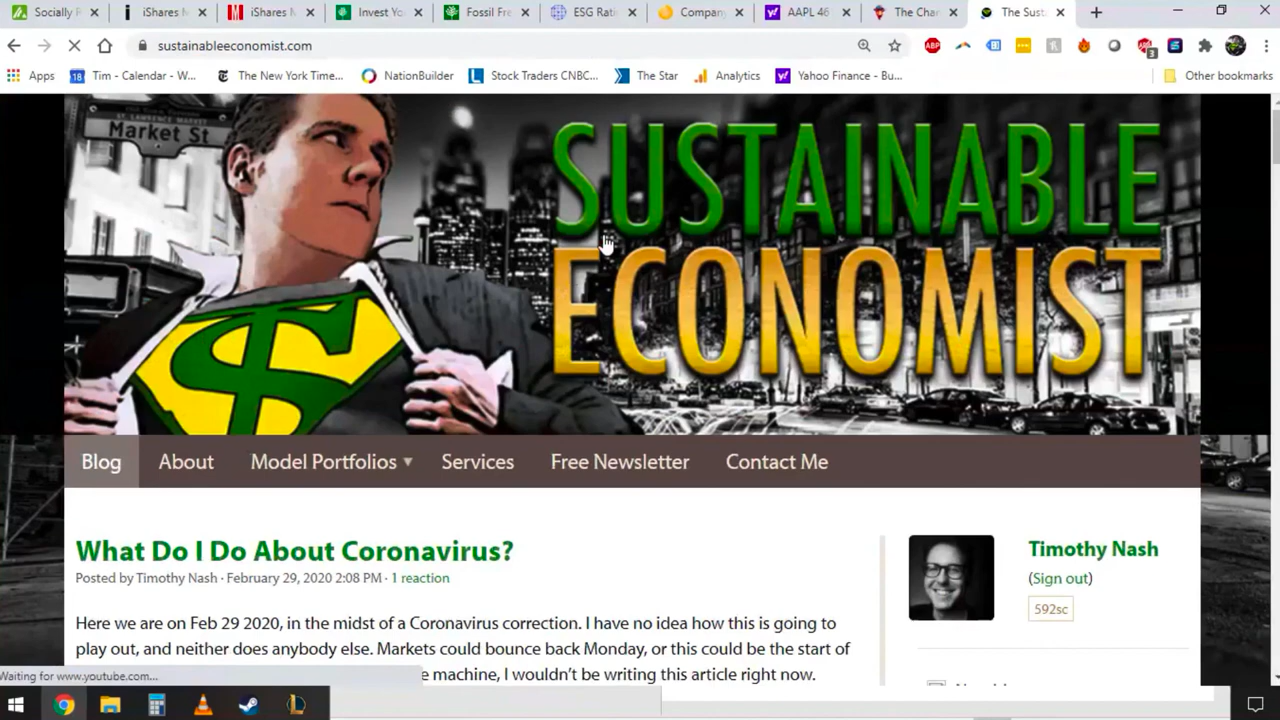 Socially R
iShares M
iShares M
Invest Yo
Fossil Fre
ESG Rati
Company
AAPL 46
The Cha
The Sust
sustainableeconomist.com
ABP
3
Apps
18
Tim - Calendar - W...
The New York Time...
NationBuilder
Stock Traders CNBC...
The Star
Analytics
Yahoo Finance - Bu...
Other bookmarks
ST. LAWRENCE MARKET
Market St
SUSTAINABLE
ECONOMIST
Blog
About
Model Portfolios
Services
Free Newsletter
Contact Me
What Do I Do About Coronavirus?
Posted by Timothy Nash · February 29, 2020 2:08 PM · 1 reaction
Here we are on Feb 29 2020, in the midst of a Coronavirus correction. I have no idea how this is going to
play out, and neither does anybody else. Markets could bounce back Monday, or this could be the start of
e machine, I wouldn't be writing this article right now.
Timothy Nash
(Sign out)
592sc
Waiting for www.youtube.com...